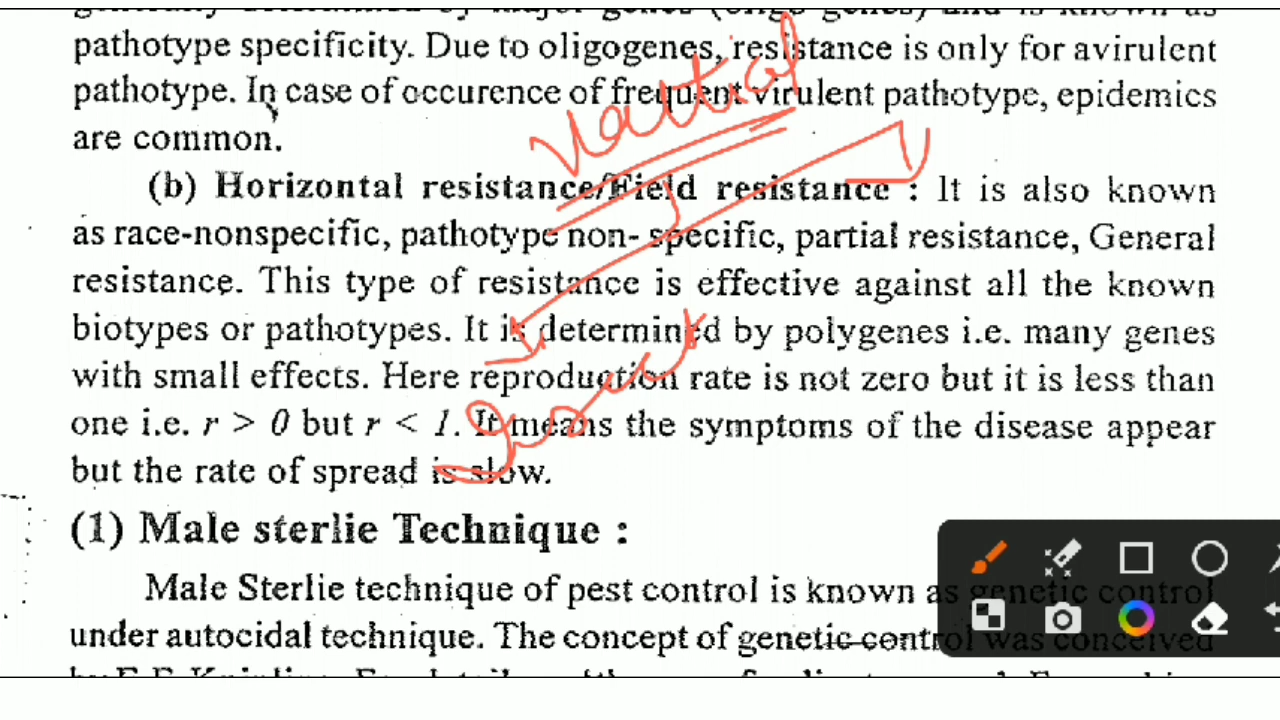 pathotype specificity. Due to oligogenes, resistance is only for avirulent
pathotype. In case of occurence of frequent virulent pathotype, epidemics
are common.
(b) Horizontal resistance/Field resistance : It is also known
as race-nonspecific, pathotype non- specific, partial resistance, General
resistance. This type of resistance is effective against all the known
biotypes or pathotypes. It is determined by polygenes i.e. many genes
with small effects. Here reproduction rate is not zero but it is less than
one i.e. r > 0 but r < 1. It means the symptoms of the disease appear
but the rate of spread is slow.
(1) Male sterlie Technique :
Male Sterlie technique of pest control is known as genetic control
under autocidal technique. The concept of genetic control was conceived